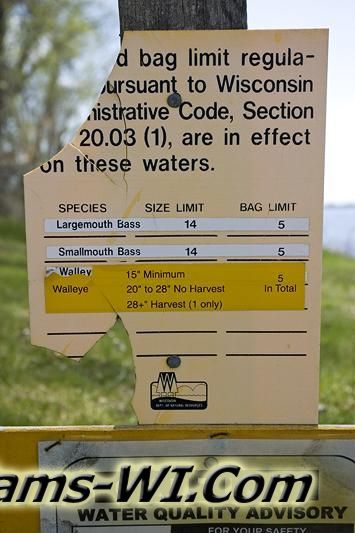 d bag limit regula-
ursuant to Wisconsin
nistrative Code, Section
20.03 (1), are in effect
on these waters.
SPECIES SIZE LIMIT BAG LIMIT
Largemouth Bass 14 5
Smallmouth Bass 14 5
Walley
Walleye 15" Minimum 5
20" to 28" No Harvest In Total
28+" Harvest (1 only)
WISCONSIN
DEPT. OF NATURAL RESOURCES
ams-WI.Com
WATER QUALITY ADVISORY
FOR YOUR SAFETY